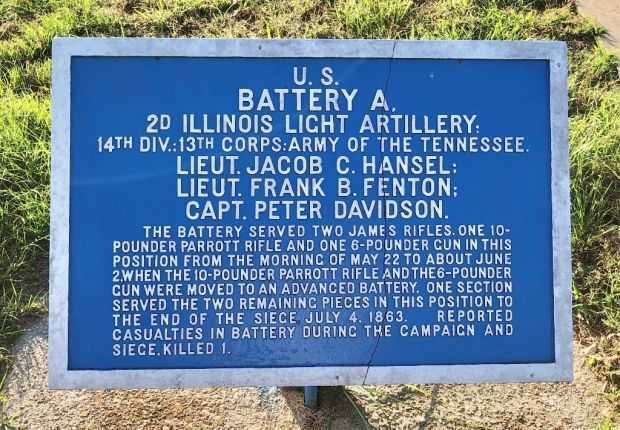 U.S.
BATTERY A,
2D ILLINOIS LIGHT ARTILLERY;
14TH DIV.:13TH CORPS:ARMY OF THE TENNESSEE.
LIEUT. JACOB C. HANSEL;
LIEUT. FRANK B. FENTON;
CAPT. PETER DAVIDSON.
THE BATTERY SERVED TWO JAMES RIFLES, ONE 10-
POUNDER PARROTT RIFLE AND ONE 6-POUNDER GUN IN THIS
POSITION FROM THE MORNING OF MAY 22 TO ABOUT JUNE
2,WHEN THE 10-POUNDER PARROTT RIFLE AND THE 6-POUNDER
GUN WERE MOVED TO AN ADVANCED BATTERY. ONE SECTION
SERVED THE TWO REMAINING PIECES IN THIS POSITION TO
THE END OF THE SIEGE, JULY 4, 1863. REPORTED
CASUALTIES IN BATTERY DURING THE CAMPAIGN AND
SIEGE, KILLED 1.